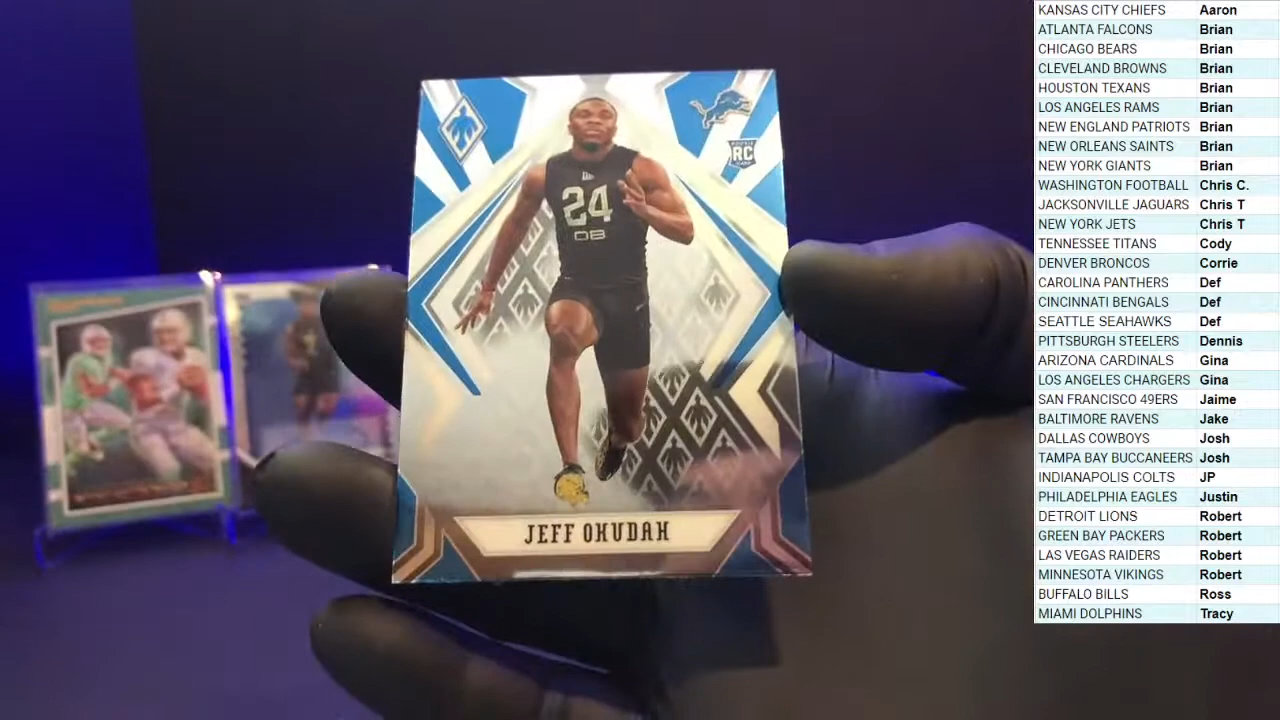 KANSAS CITY CHIEFS Aaron
ATLANTA FALCONS Brian
CHICAGO BEARS Brian
CLEVELAND BROWNS Brian
HOUSTON TEXANS Brian
LOS ANGELES RAMS Brian
NEW ENGLAND PATRIOTS Brian
NEW ORLEANS SAINTS Brian
NEW YORK GIANTS Brian
WASHINGTON FOOTBALL Chris C.
JACKSONVILLE JAGUARS Chris T
NEW YORK JETS Chris T
TENNESSEE TITANS Cody
DENVER BRONCOS Corrie
CAROLINA PANTHERS Def
CINCINNATI BENGALS Def
SEATTLE SEAHAWKS Def
PITTSBURGH STEELERS Dennis
ARIZONA CARDINALS Gina
LOS ANGELES CHARGERS Gina
SAN FRANCISCO 49ERS Jaime
BALTIMORE RAVENS Jake
DALLAS COWBOYS Josh
TAMPA BAY BUCCANEERS Josh
INDIANAPOLIS COLTS JP
PHILADELPHIA EAGLES Justin
DETROIT LIONS Robert
GREEN BAY PACKERS Robert
LAS VEGAS RAIDERS Robert
MINNESOTA VIKINGS Robert
BUFFALO BILLS Ross
MIAMI DOLPHINS Tracy
RC
24
DB
JEFF OKUDAH